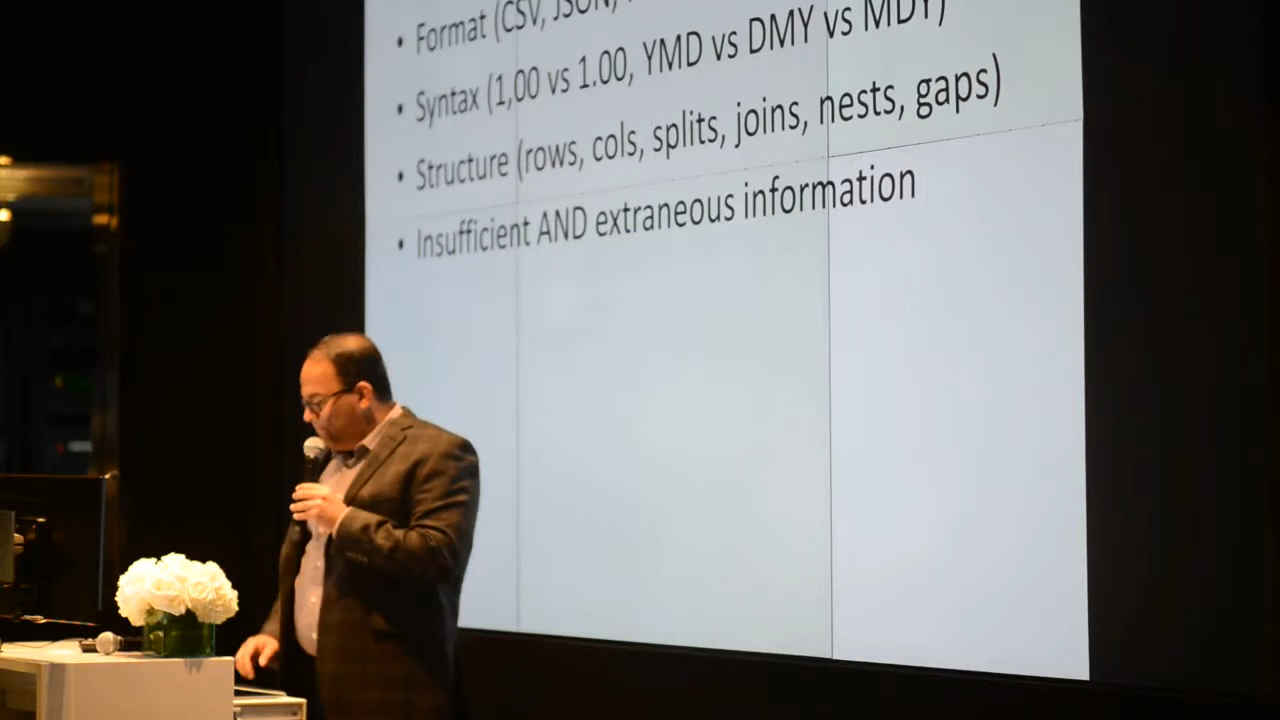 • Format (CSV, JSON,
• Syntax (1,00 vs 1.00, YMD vs DMY vs MDY)
• Structure (rows, cols, splits, joins, nests, gaps)
• Insufficient AND extraneous information